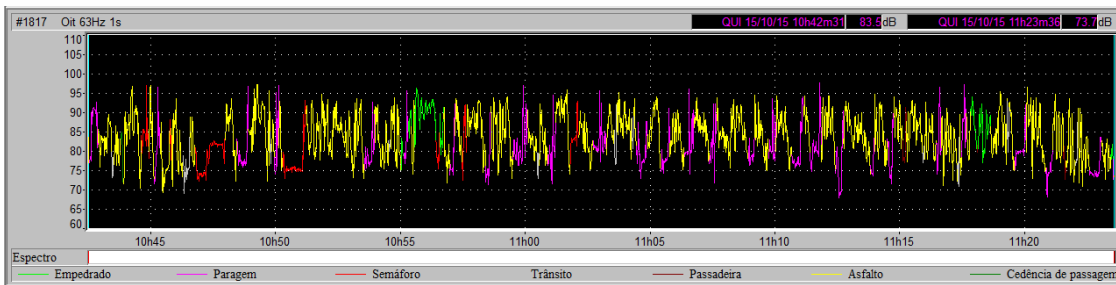 #1817 Oit 63Hz 1s QUI 15/10/15 10h42m31 83.5dB QUI 15/10/15 11h23m36 73.7dB
110
105
100
95
90
85
80
75
70
65
60
10h45 10h50 10h55 11h00 11h05 11h10 11h15 11h20
Espectro
Empedrado Paragem Semáforo Trânsito Passadeira Asfalto Cedência de passagem